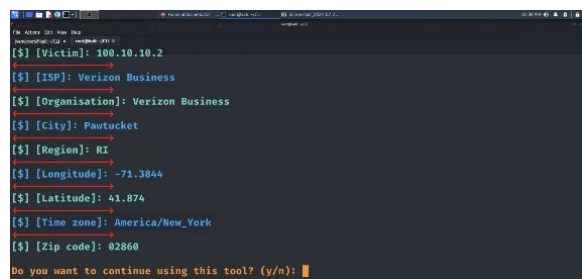 File Actions Edit View Help
[$] [Victim]: 100.10.10.2
[$] [ISP]: Verizon Business
[$] [Organisation]: Verizon Business
[$] [City]: Pawtucket
[$] [Region]: RI
[$] [Longitude]: -71.3844
[$] [Latitude]: 41.874
[$] [Time zone]: America/New_York
[$] [Zip code]: 02860
Do you want to continue using this tool? (y/n):